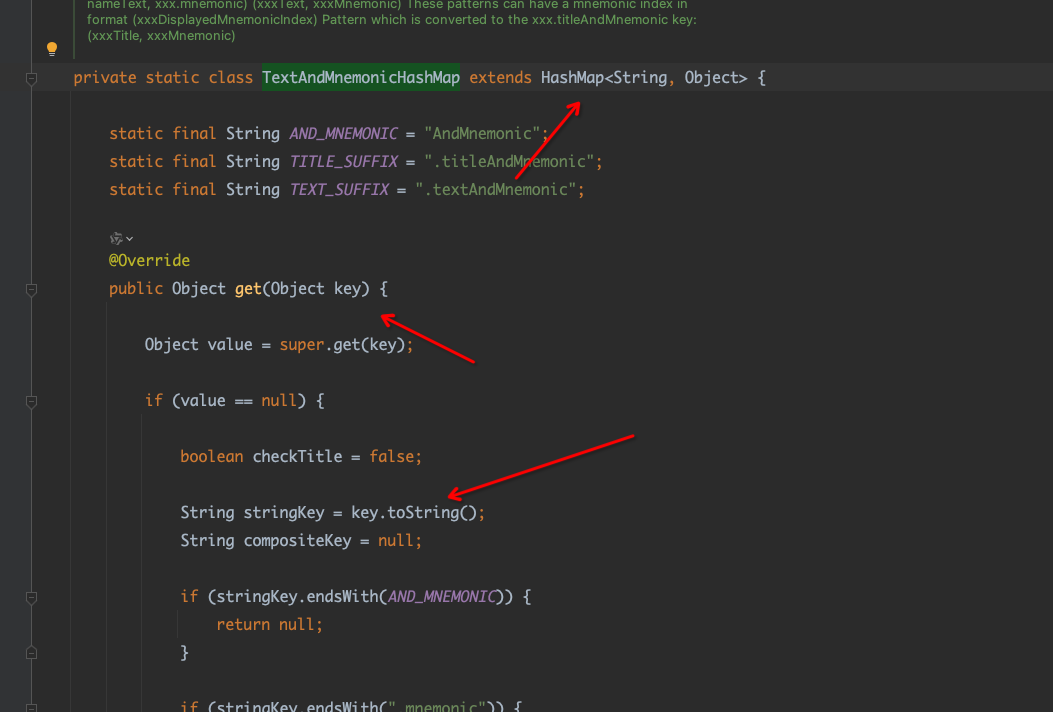 nameText, xxx.mnemonic) (xxxText, xxxMnemonic) These patterns can have a mnemonic index in
format (xxxDisplayedMnemonicIndex) Pattern which is converted to the xxx.titleAndMnemonic key:
(xxxTitle, xxxMnemonic)
private static class TextAndMnemonicHashMap extends HashMap<String, Object> {
static final String AND_MNEMONIC = "AndMnemonic";
static final String TITLE_SUFFIX = ".titleAndMnemonic";
static final String TEXT_SUFFIX = ".textAndMnemonic";
@Override
public Object get(Object key) {
Object value = super.get(key);
if (value == null) {
boolean checkTitle = false;
String stringKey = key.toString();
String compositeKey = null;
if (stringKey.endsWith(AND_MNEMONIC)) {
return null;
}
if (stringKey.endsWith(".mnemonic")) {